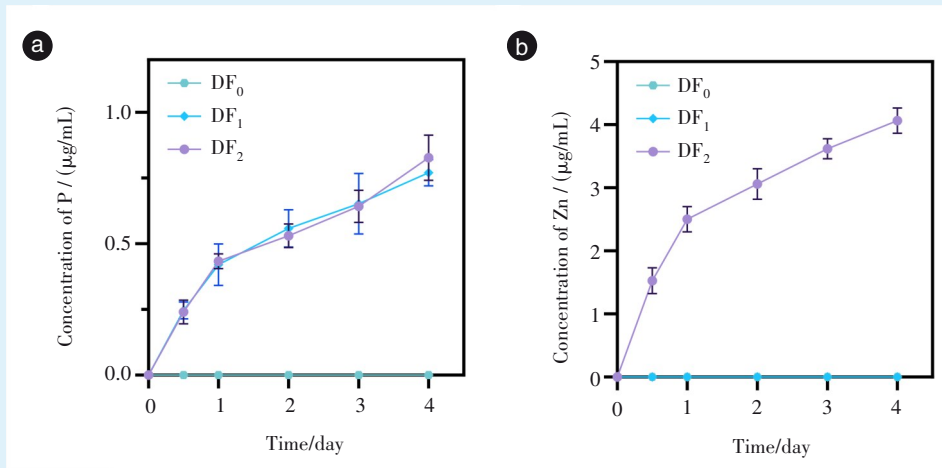 a
Concentration of P / (μg/mL)
1.0
0.5
0.0
DF₀
DF₁
DF₂
0 1 2 3 4
Time/day
b
Concentration of Zn / (μg/mL)
5
4
3
2
1
0
DF₀
DF₁
DF₂
0 1 2 3 4
Time/day